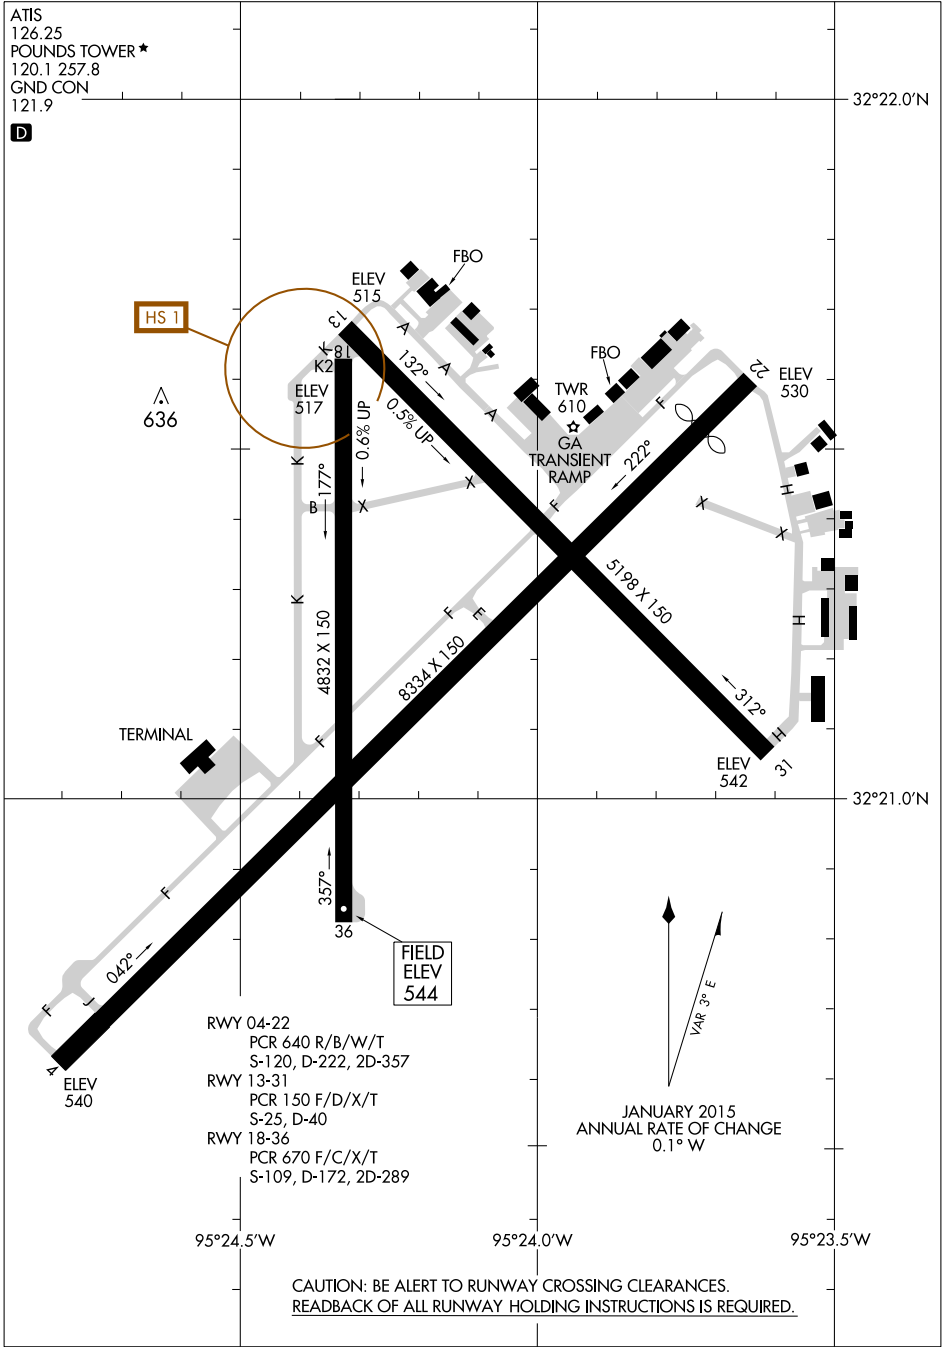 ATIS
126.25
POUNDS TOWER ★
120.1 257.8
GND CON
121.9
D
32°22.0'N
FBO
ELEV
515
HS 1
13
A
K
18
K2
132°
A
FBO
22
ELEV
530
ELEV
517
0.5% UP
TWR
610
636
0.6% UP
A
F
GA
TRANSIENT
RAMP
222°
K
177°
X
H
B
X
F
X
X
5198 X 150
K
F
E
H
4832 X 150
8334 X 150
312°
TERMINAL
F
H
ELEV
542
31
32°21.0'N
357°
F
36
042°
FIELD
ELEV
544
F
J
VAR 3° E
4
ELEV
540
RWY 04-22
PCR 640 R/B/W/T
S-120, D-222, 2D-357
RWY 13-31
PCR 150 F/D/X/T
S-25, D-40
RWY 18-36
PCR 670 F/C/X/T
S-109, D-172, 2D-289
JANUARY 2015
ANNUAL RATE OF CHANGE
0.1° W
95°24.5'W
95°24.0'W
95°23.5'W
CAUTION: BE ALERT TO RUNWAY CROSSING CLEARANCES.
READBACK OF ALL RUNWAY HOLDING INSTRUCTIONS IS REQUIRED.